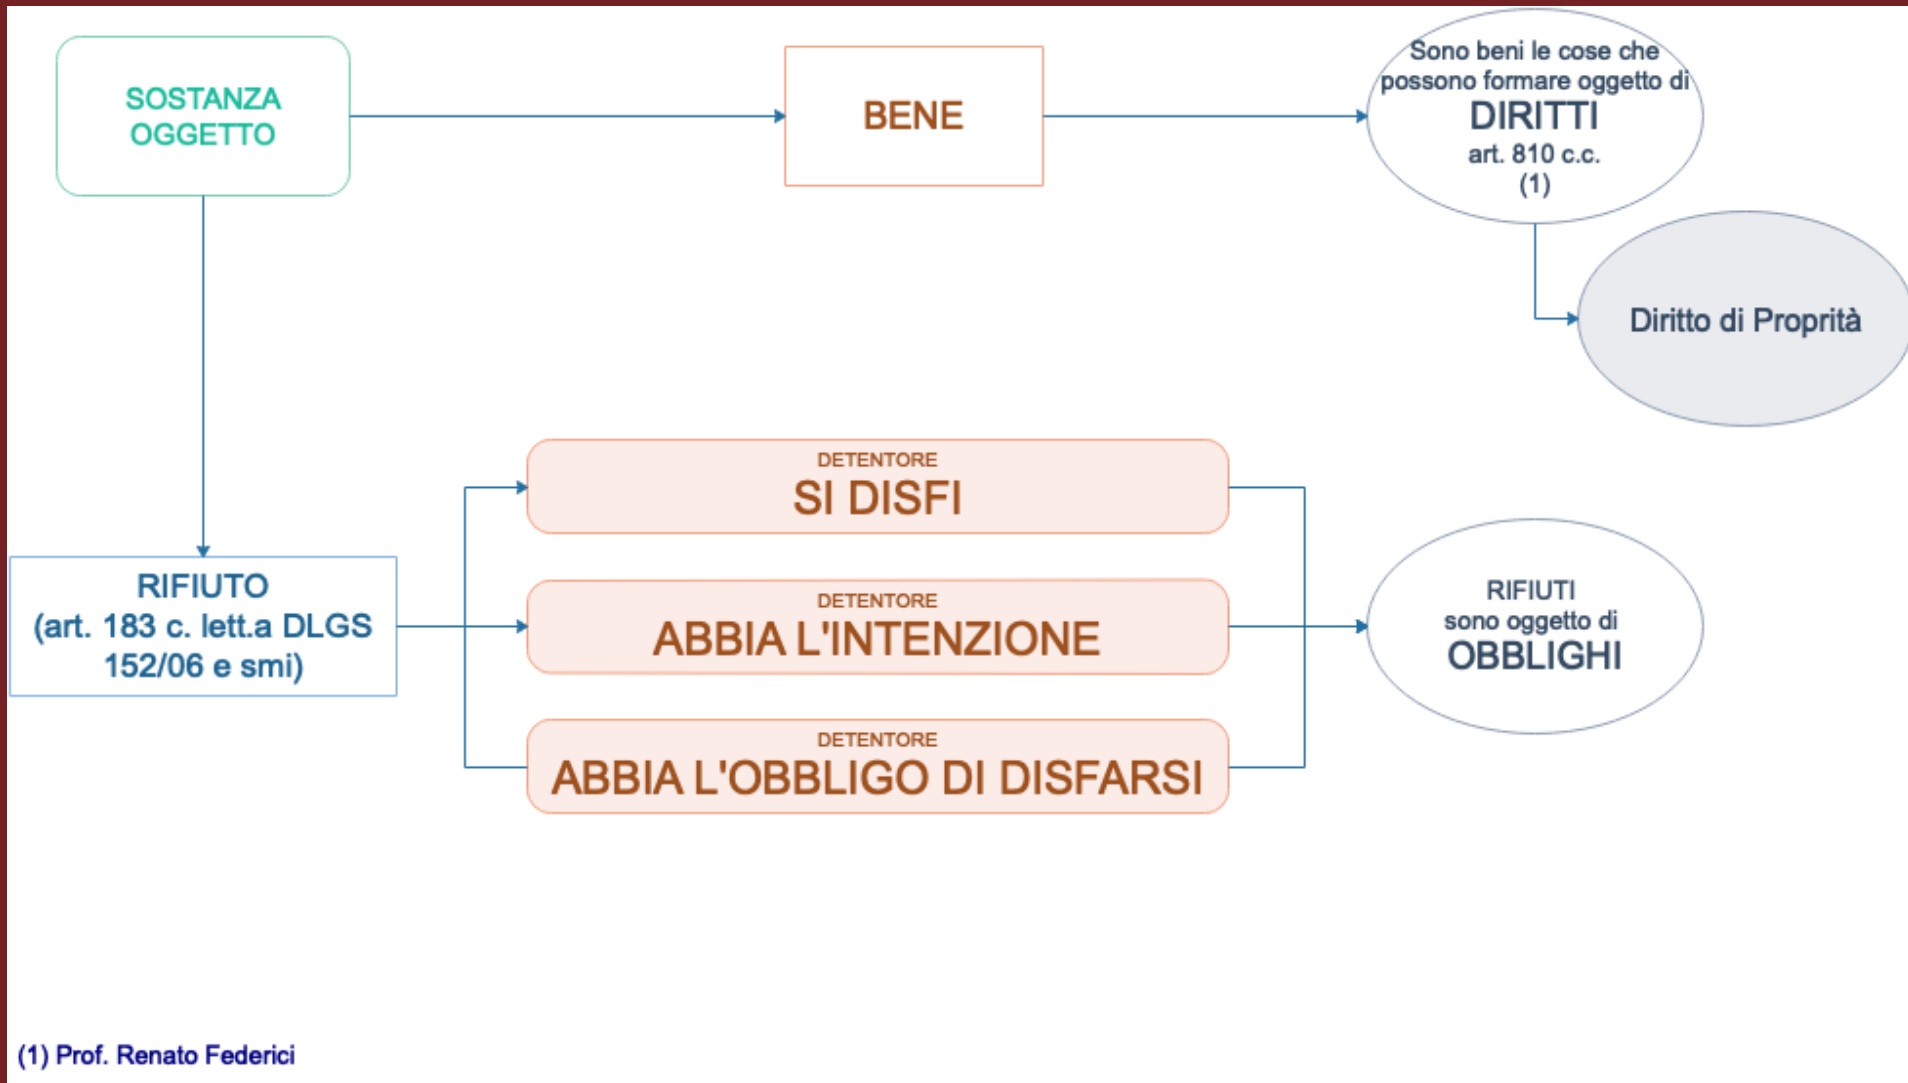 SOSTANZA
OGGETTO
BENE
Sono beni le cose che
possono formare oggetto di
DIRITTI
art. 810 c.c.
(1)
Diritto di Proprità
DETENTORE
SI DISFI
RIFIUTO
(art. 183 c. lett.a DLGS
152/06 e smi)
DETENTORE
ABBIA L'INTENZIONE
RIFIUTI
sono oggetto di
OBBLIGHI
DETENTORE
ABBIA L'OBBLIGO DI DISFARSI
(1) Prof. Renato Federici